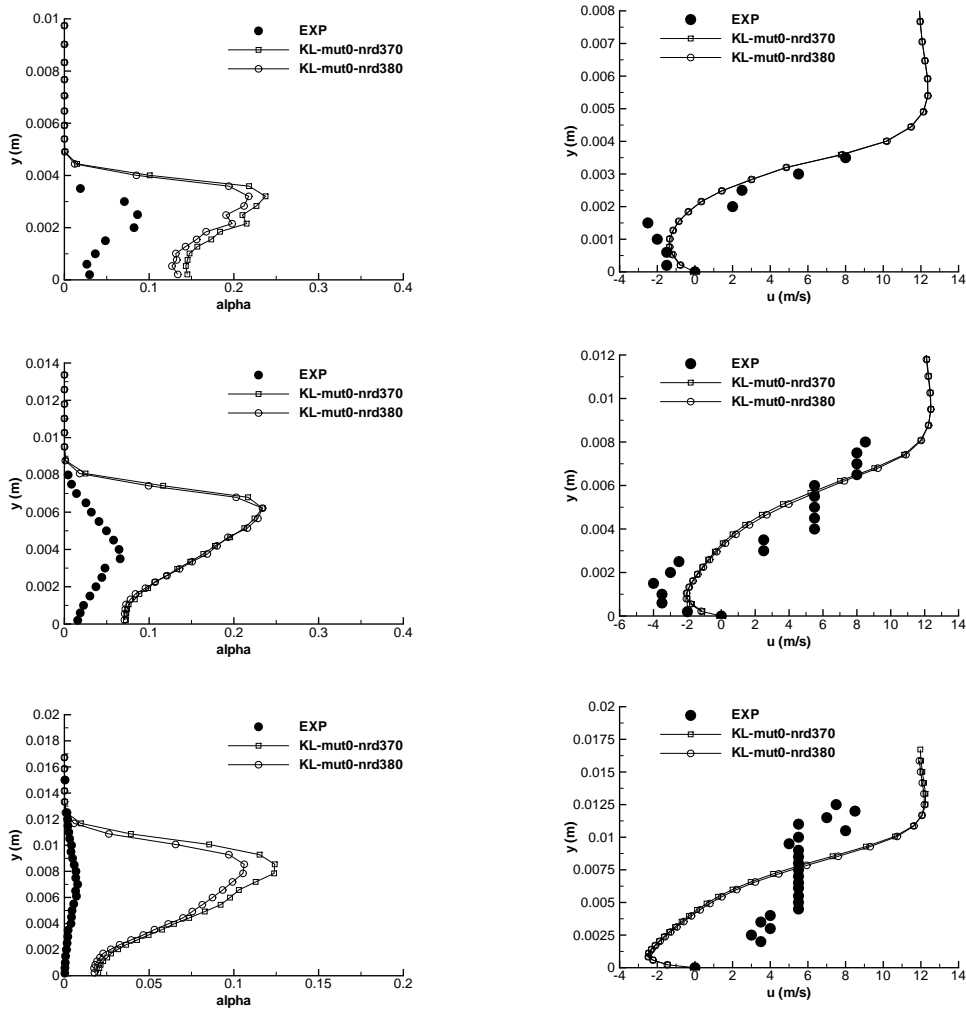 0.01
0.008
0.006
0.004
0.002
0
y (m)
0 0.1 0.2 0.3 0.4
alpha
EXP
KL-mut0-nrd370
KL-mut0-nrd380
0.008
0.007
0.006
0.005
0.004
0.003
0.002
0.001
0
y (m)
-4 -2 0 2 4 6 8 10 12 14
u (m/s)
EXP
KL-mut0-nrd370
KL-mut0-nrd380
0.014
0.012
0.01
0.008
0.006
0.004
0.002
0
y (m)
0 0.1 0.2 0.3 0.4
alpha
EXP
KL-mut0-nrd370
KL-mut0-nrd380
0.012
0.01
0.008
0.006
0.004
0.002
0
y (m)
-6 -4 -2 0 2 4 6 8 10 12 14
u (m/s)
EXP
KL-mut0-nrd370
KL-mut0-nrd380
0.02
0.018
0.016
0.014
0.012
0.01
0.008
0.006
0.004
0.002
0
y (m)
0 0.05 0.1 0.15 0.2
alpha
EXP
KL-mut0-nrd370
KL-mut0-nrd380
0.02
0.0175
0.015
0.0125
0.01
0.0075
0.005
0.0025
0
y (m)
-4 -2 0 2 4 6 8 10 12 14
u (m/s)
EXP
KL-mut0-nrd370
KL-mut0-nrd380